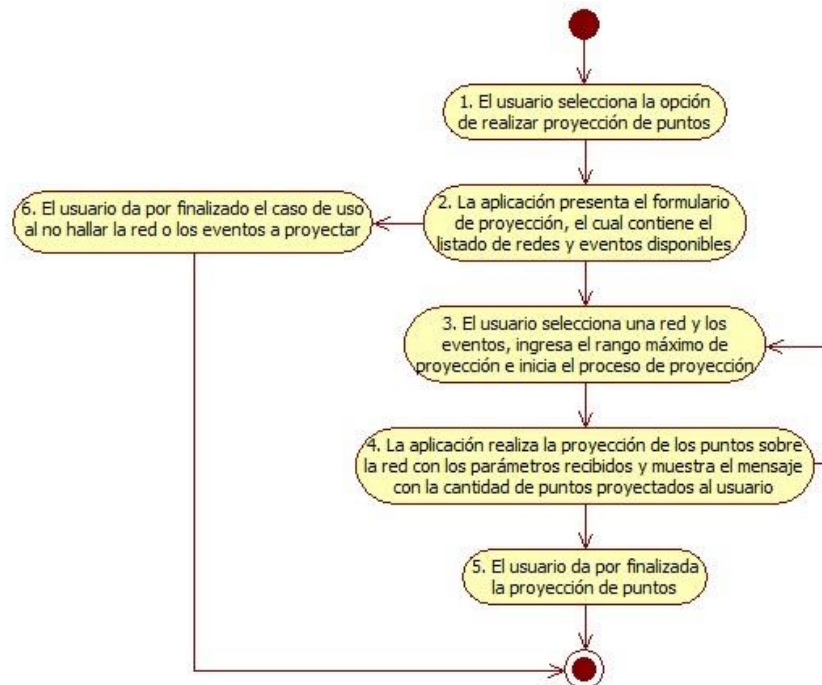 1. El usuario selecciona la opción
de realizar proyección de puntos
2. La aplicación presenta el formulario
de proyección, el cual contiene el
listado de redes y eventos disponibles
6. El usuario da por finalizado el caso de uso
al no hallar la red o los eventos a proyectar
3. El usuario selecciona una red y los
eventos, ingresa el rango máximo de
proyección e inicia el proceso de proyección
4. La aplicación realiza la proyección de los puntos sobre
la red con los parámetros recibidos y muestra el mensaje
con la cantidad de puntos proyectados al usuario
5. El usuario da por finalizada
la proyección de puntos